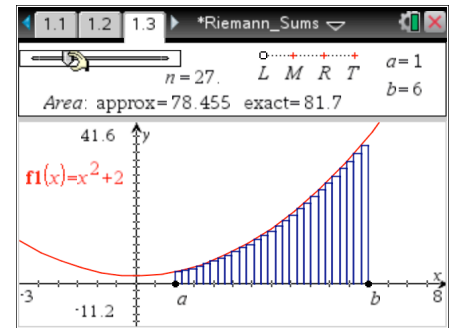 1.1 1.2 1.3 *Riemann_Sums
n=27. L M R T a=1
b=6
Area: approx=78.455 exact=81.7
41.6 y
f1(x)=x²+2
x
-3 a b 8
-11.2